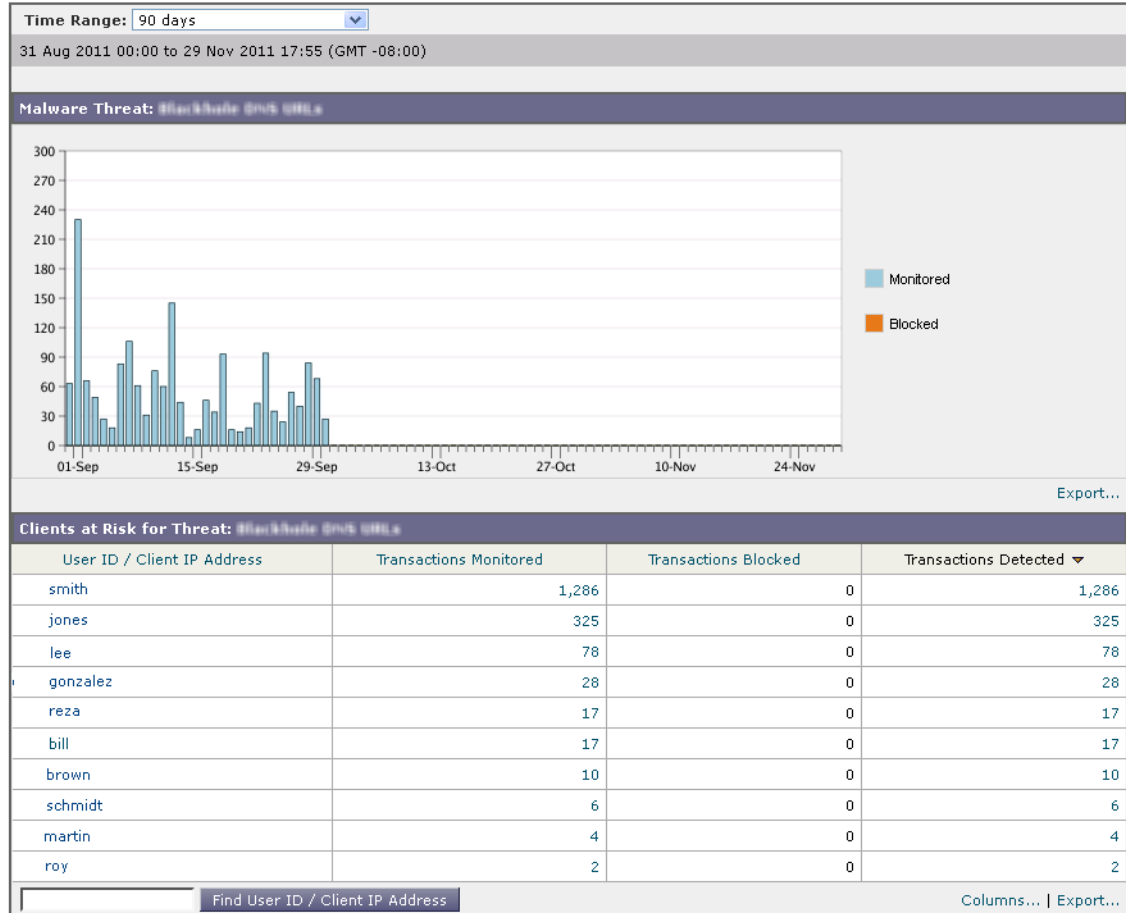 Time Range: 90 days
31 Aug 2011 00:00 to 29 Nov 2011 17:55 (GMT -08:00)
Malware Threat:
300
270
240
210
180
150
120
90
60
30
0
01-Sep 15-Sep 29-Sep 13-Oct 27-Oct 10-Nov 24-Nov
Monitored
Blocked
Export...
Clients at Risk for Threat:
User ID / Client IP Address Transactions Monitored Transactions Blocked Transactions Detected
smith 1,286 0 1,286
jones 325 0 325
lee 78 0 78
gonzalez 28 0 28
reza 17 0 17
bill 17 0 17
brown 10 0 10
schmidt 6 0 6
martin 4 0 4
roy 2 0 2
Find User ID / Client IP Address Columns... | Export...